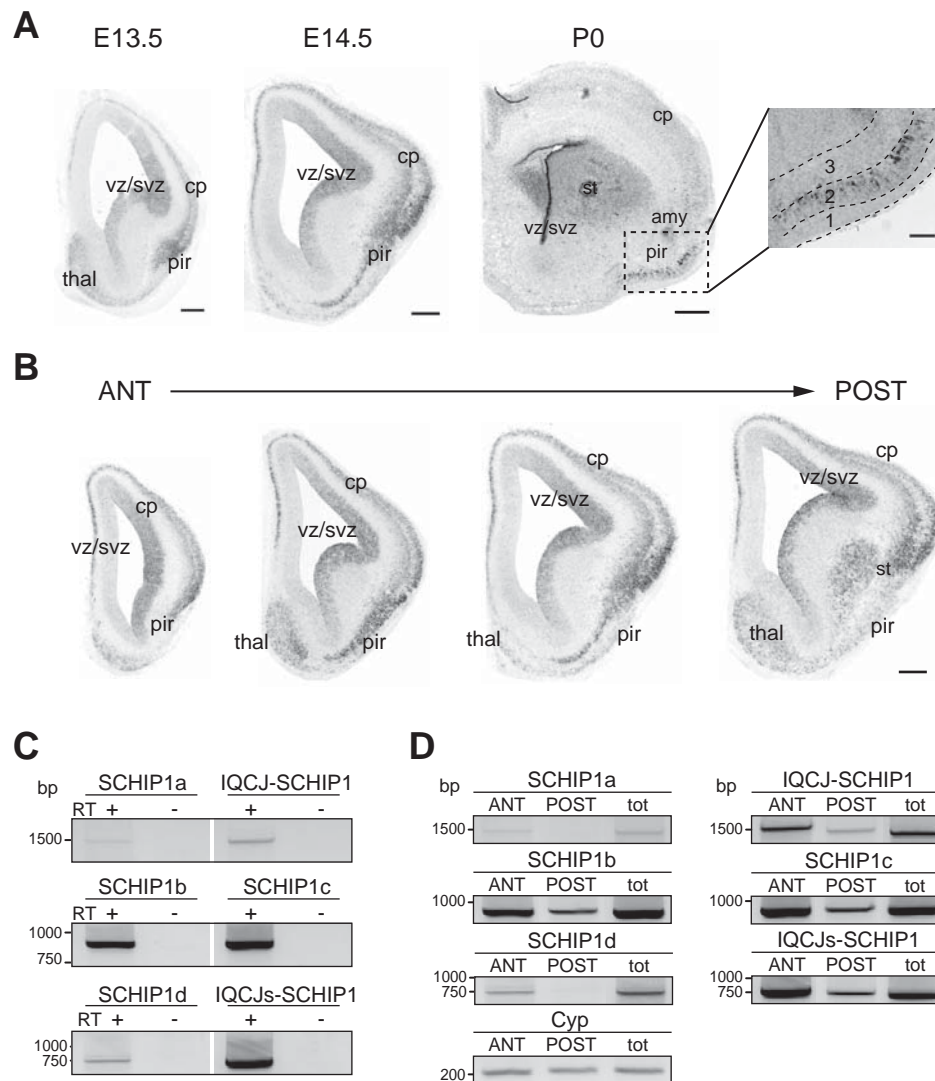 A
E13.5 E14.5 P0
vz/svz cp
thal pir
vz/svz cp
pir
cp
st
vz/svz
amy
pir
3
2
1
B
ANT POST
cp
vz/svz
pir
cp
vz/svz
thal pir
cp
vz/svz
pir
cp
vz/svz
st
thal pir
C
bp SCHIP1a IQCJ-SCHIP1
RT + - + -
1500
SCHIP1b SCHIP1c
RT + - + -
1000
750
SCHIP1d IQCJs-SCHIP1
RT + - + -
1000
750
D
bp SCHIP1a
ANT POST tot
1500
SCHIP1b
ANT POST tot
1000
SCHIP1d
ANT POST tot
1000
750
Cyp
ANT POST tot
200
bp IQCJ-SCHIP1
ANT POST tot
1500
SCHIP1c
ANT POST tot
1000
IQCJs-SCHIP1
ANT POST tot
1000
750